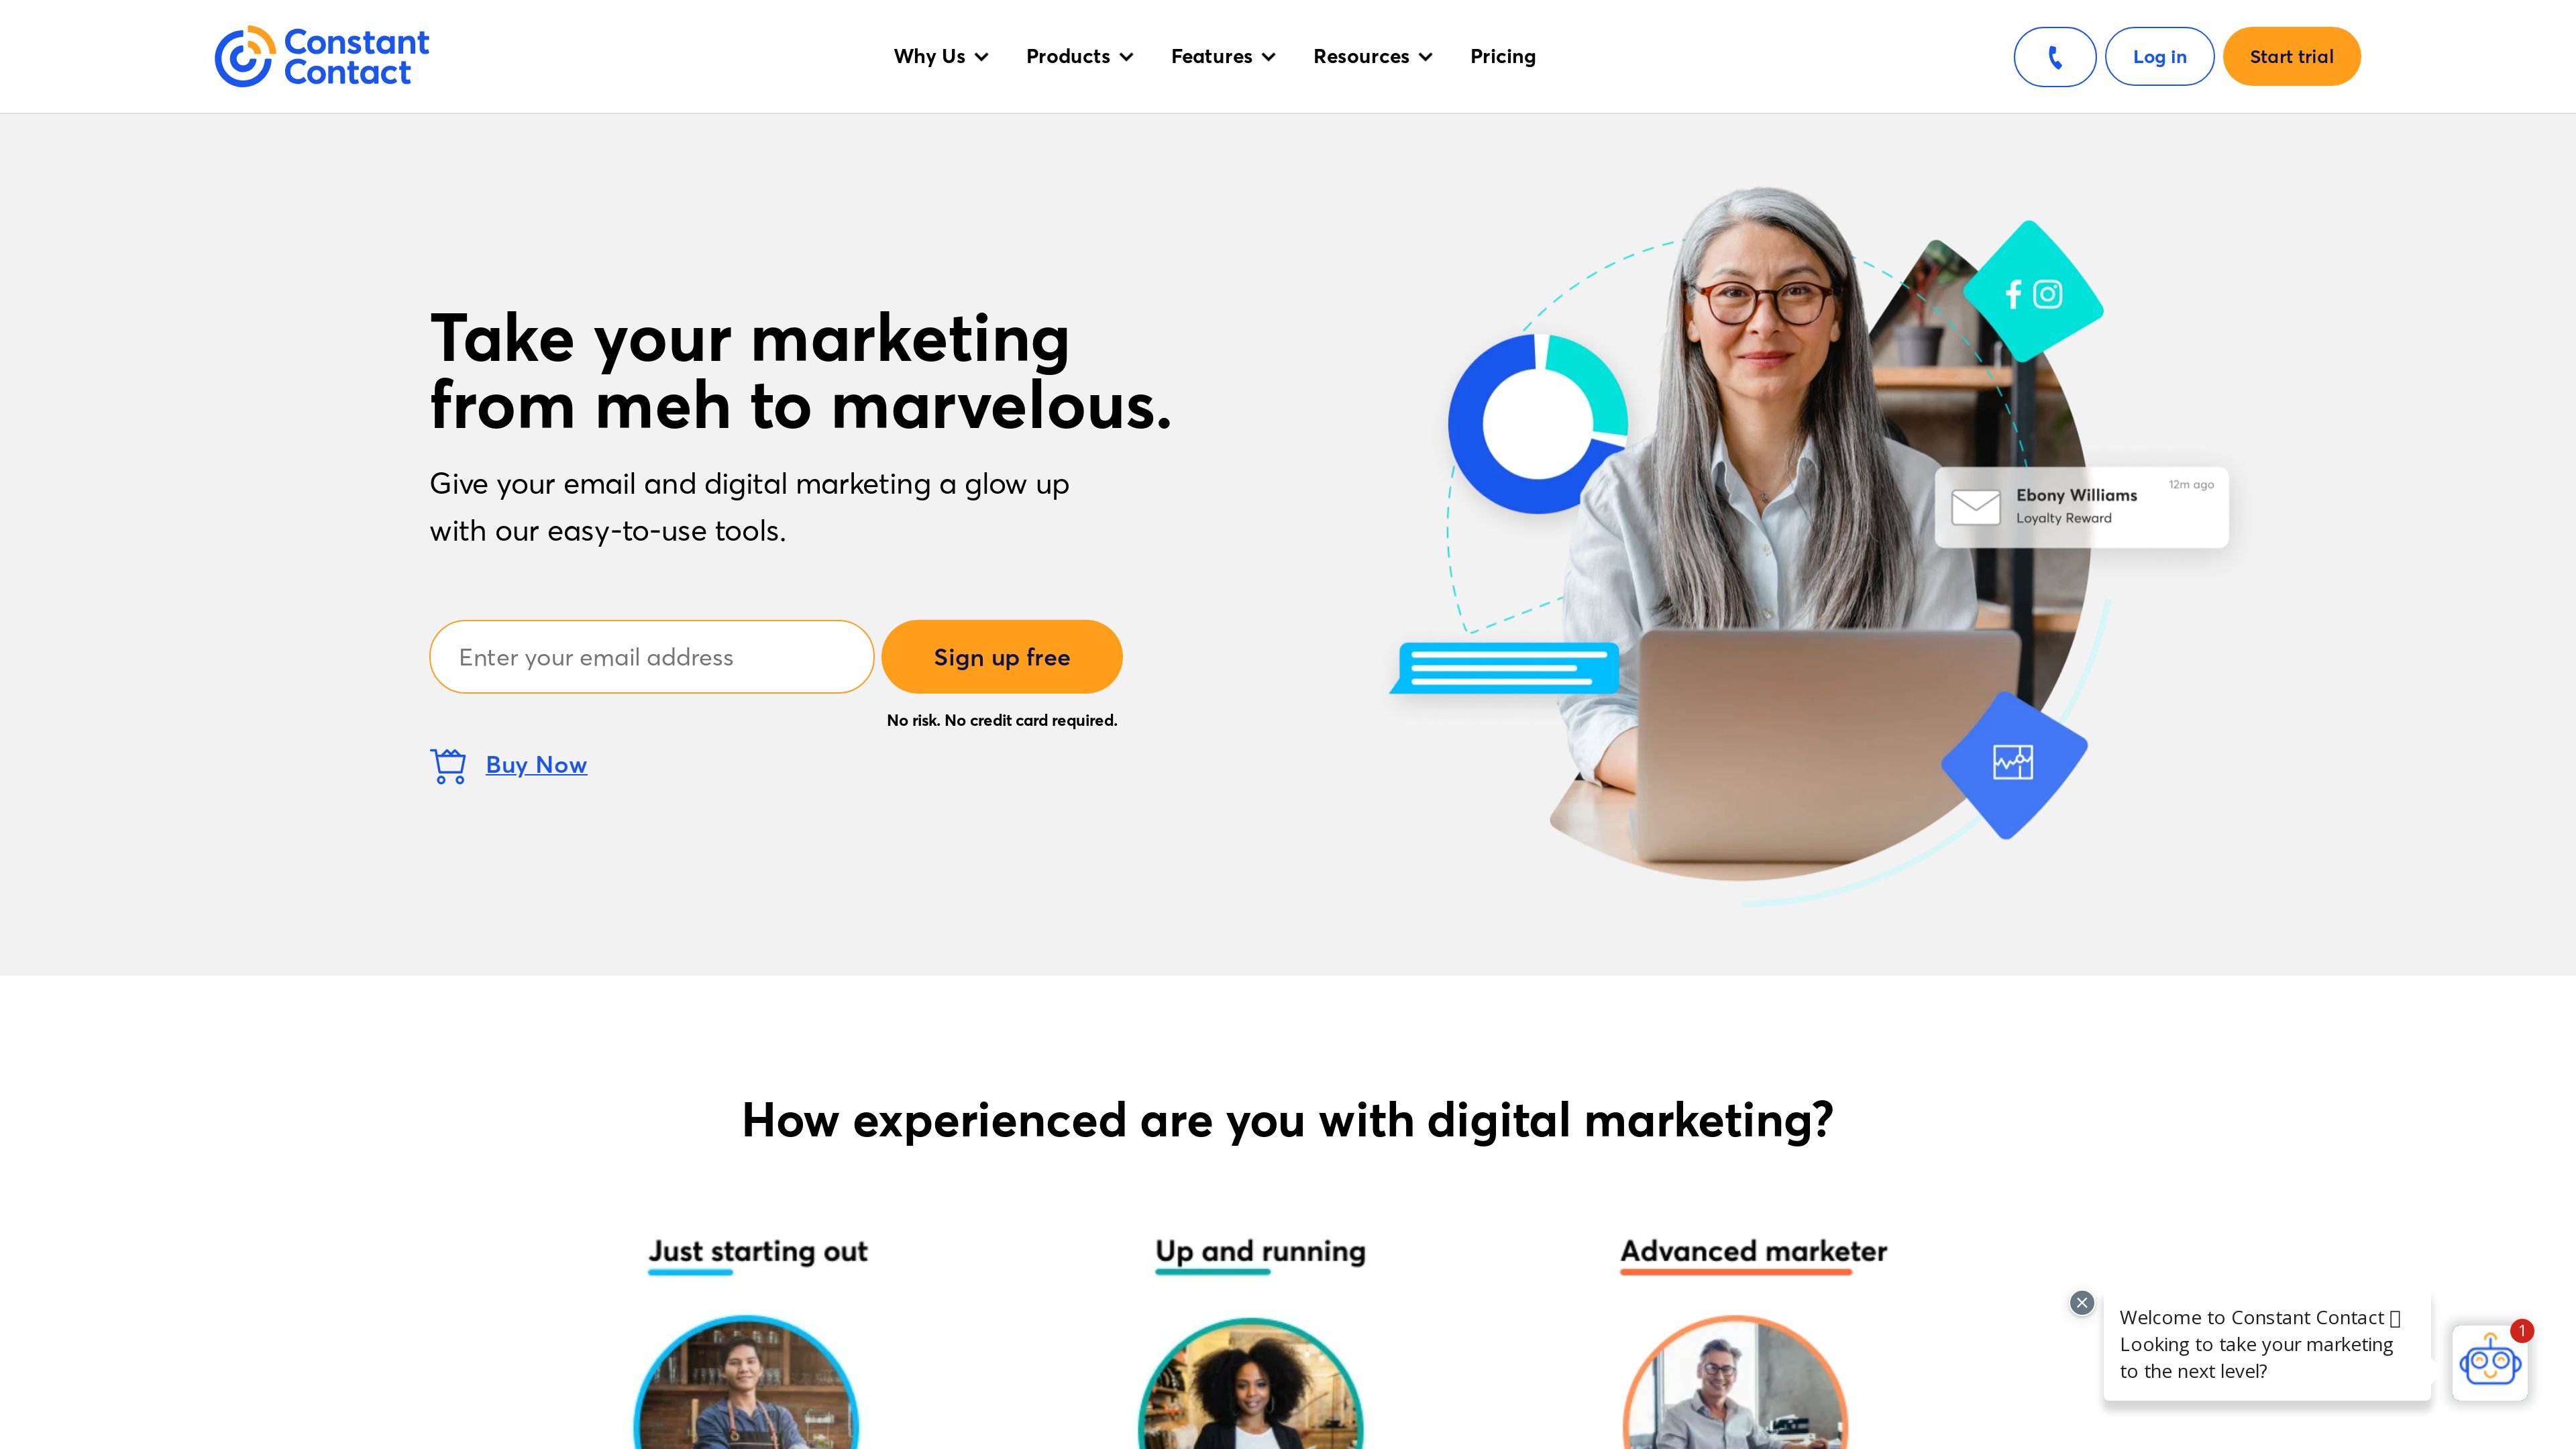 Constant
Contact
Why Us
Products
Features
Resources
Pricing
Log in
Start trial
Take your marketing
from meh to marvelous.
Give your email and digital marketing a glow up
with our easy-to-use tools.
Enter your email address
Sign up free
No risk. No credit card required.
Buy Now
12m ago
Ebony Williams
Loyalty Reward
How experienced are you with digital marketing?
Just starting out
Up and running
Advanced marketer
Welcome to Constant Contact
Looking to take your marketing
to the next level?
1